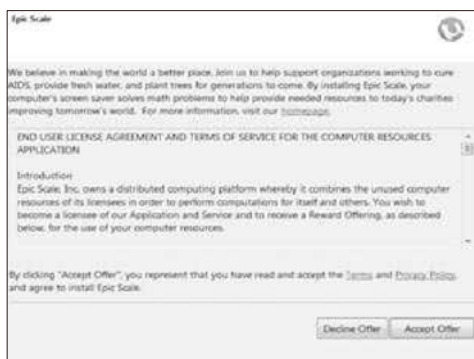 Epic Scale
We believe in making the world a better place. Join us to help support organizations working to cure
AIDS, provide fresh water, and plant trees for generations to come. By installing Epic Scale, your
computer's screen saver solves math problems to help provide needed resources to today's charities
improving tomorrow's world. For more information, visit our homepage.
END USER LICENSE AGREEMENT AND TERMS OF SERVICE FOR THE COMPUTER RESOURCES
APPLICATION
Introduction
Epic Scale, Inc. owns a distributed computing platform whereby it combines the unused computer
resources of its licensees in order to perform computations for itself and others. You wish to
become a licensee of our Application and Service and to receive a Reward Offering, as described
below, for the use of your computer resources.
By clicking "Accept Offer", you represent that you have read and accept the Terms and Privacy Policy,
and agree to install Epic Scale.
Decline Offer Accept Offer